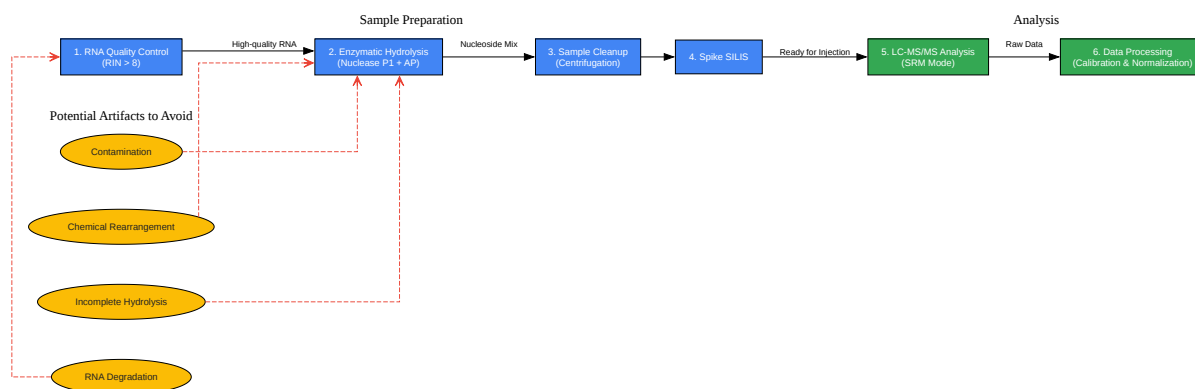 Sample Preparation
Analysis
1. RNA Quality Control
(RIN > 8)
High-quality RNA
2. Enzymatic Hydrolysis
(Nuclease P1 + AP)
Nucleoside Mix
3. Sample Cleanup
(Centrifugation)
4. Spike SILIS
Ready for Injection
5. LC-MS/MS Analysis
(SRM Mode)
Raw Data
6. Data Processing
(Calibration & Normalization)
Potential Artifacts to Avoid
Contamination
Chemical Rearrangement
Incomplete Hydrolysis
RNA Degradation